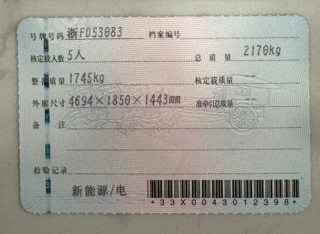 号牌号码 浙FD53083 档案编号
核定载人数 5人 总质量 2170kg
整备质量 1745kg 核定载质量
外廓尺寸 4694×1850×1443mm 准牵引总质量
备注
检验记录
新能源/电
*33X0043012398*